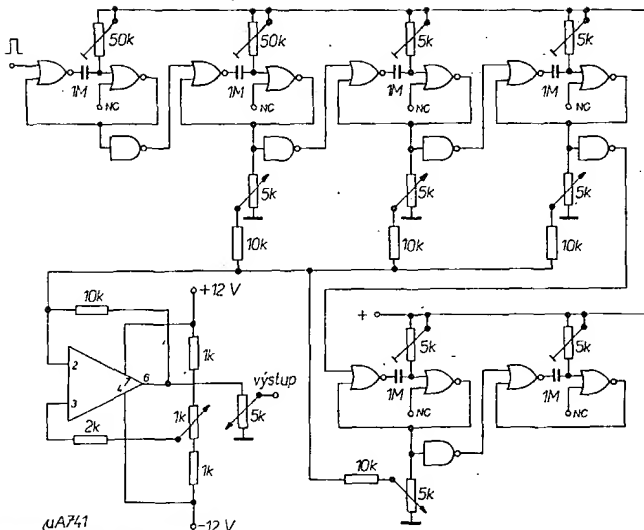 50k 50k 5k 5k
1M 1M 1M 1M
NC NC NC NC
5k 5k 5k
10k 10k 10k
+12 V
10k
1k
+
5k 5k
2 7 6
4
3
výstup
1k 5k
2k
1M 1M
NC NC
1k
10k 5k
μA741
-12 V